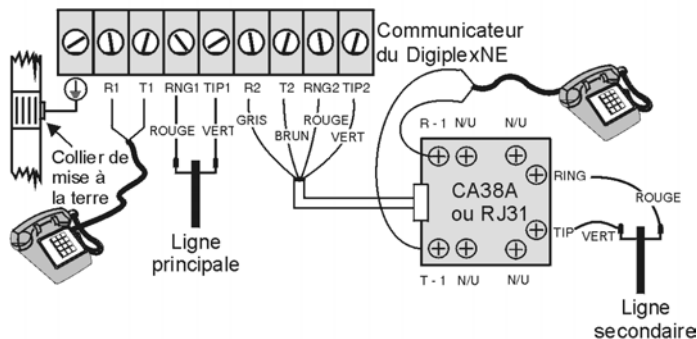 Communicateur
du DigiplexNE
R1 T1 RNG1 TIP1 R2 T2 RNG2 TIP2
ROUGE VERT GRIS BRUN ROUGE VERT
Collier de
mise à
la terre
Ligne
principale
R - 1 N/U N/U
CA38A
ou RJ31
RING
ROUGE
TIP VERT
T - 1 N/U N/U
Ligne
secondaire